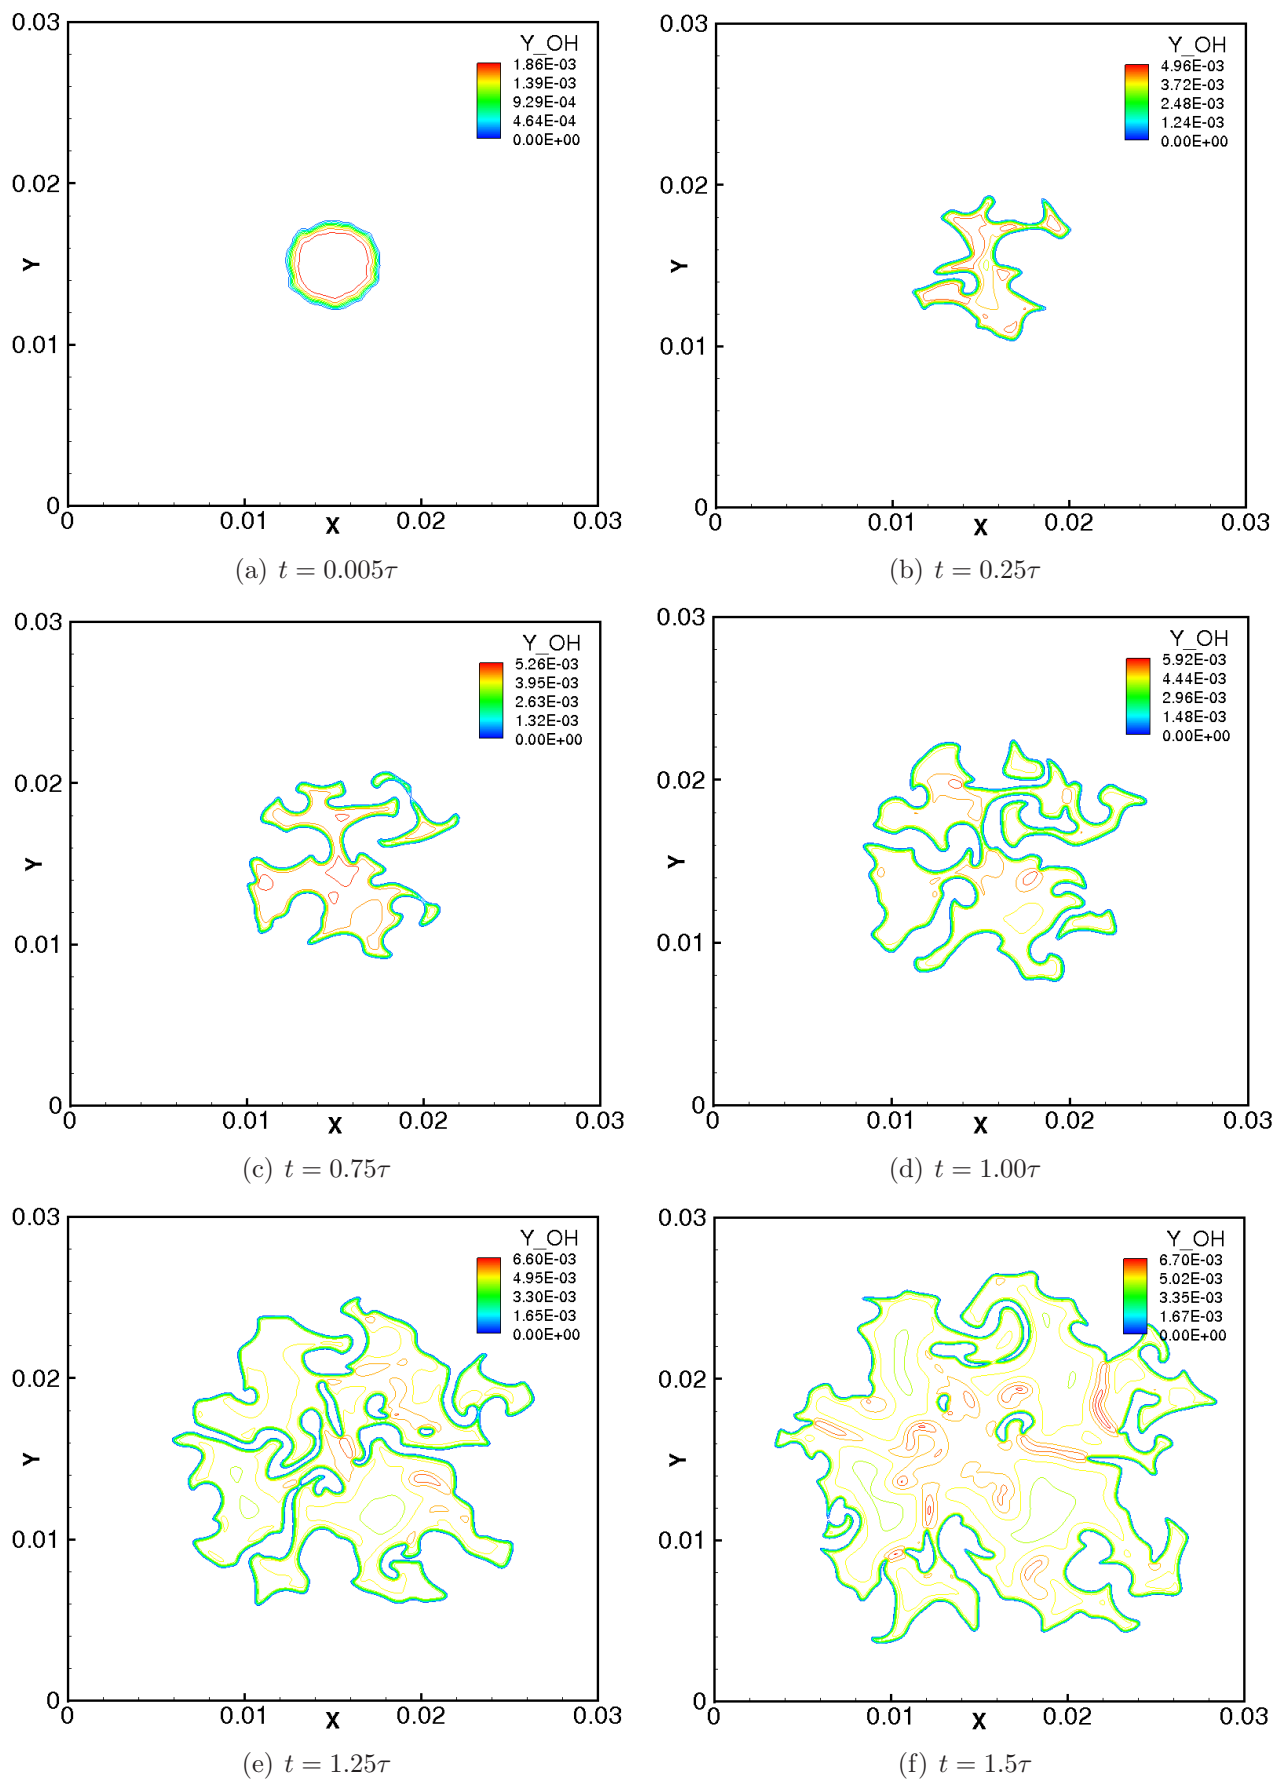 0.03
Y_OH
1.86E-03
1.39E-03
9.29E-04
4.64E-04
0.00E+00
0.02
Y
0.01
0
0 0.01 X 0.02 0.03
(a) t = 0.005τ
0.03
Y_OH
4.96E-03
3.72E-03
2.48E-03
1.24E-03
0.00E+00
0.02
Y
0.01
0
0 0.01 X 0.02 0.03
(b) t = 0.25τ
0.03
Y_OH
5.26E-03
3.95E-03
2.63E-03
1.32E-03
0.00E+00
0.02
Y
0.01
0
0 0.01 X 0.02 0.03
(c) t = 0.75τ
0.03
Y_OH
5.92E-03
4.44E-03
2.96E-03
1.48E-03
0.00E+00
0.02
Y
0.01
0
0 0.01 X 0.02 0.03
(d) t = 1.00τ
0.03
Y_OH
6.60E-03
4.95E-03
3.30E-03
1.65E-03
0.00E+00
0.02
Y
0.01
0
0 0.01 X 0.02 0.03
(e) t = 1.25τ
0.03
Y_OH
6.70E-03
5.02E-03
3.35E-03
1.67E-03
0.00E+00
0.02
Y
0.01
0
0 0.01 X 0.02 0.03
(f) t = 1.5τ